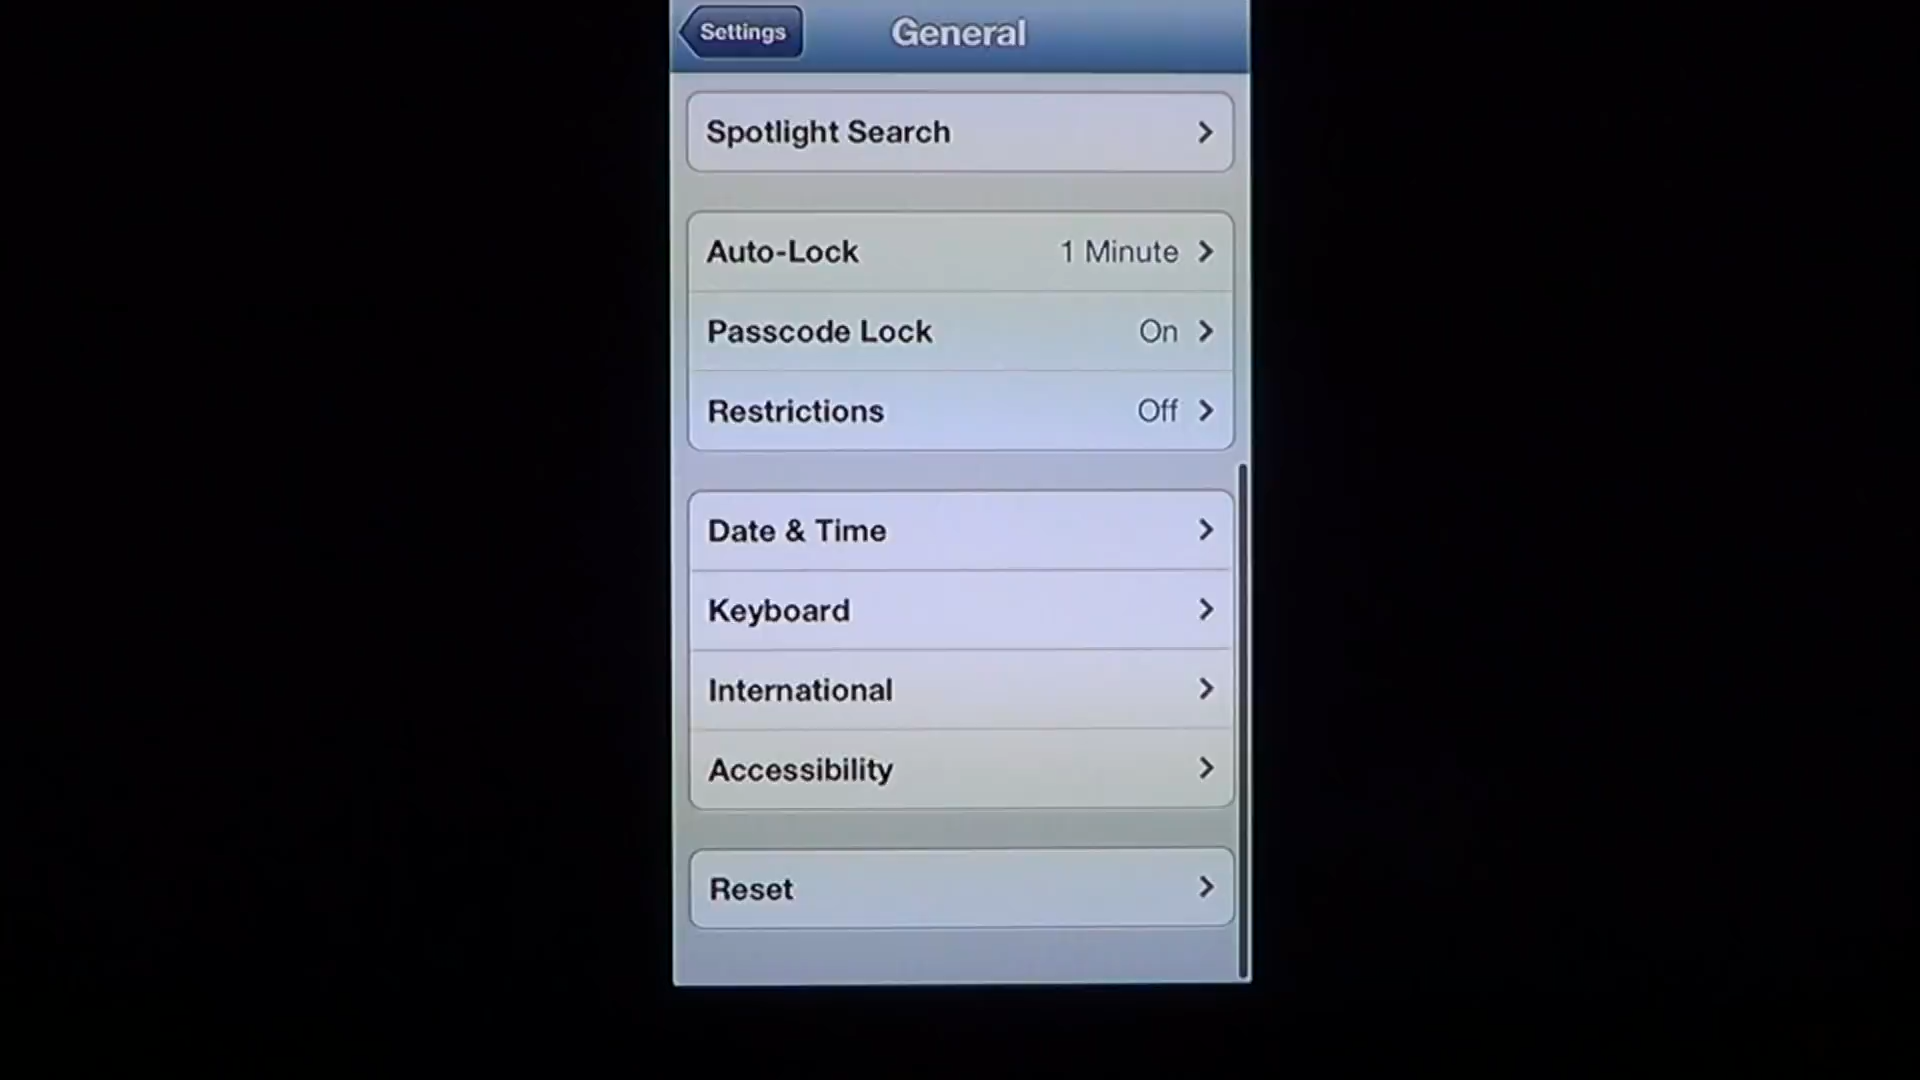 Settings
General
Spotlight Search
Auto-Lock 1 Minute
Passcode Lock On
Restrictions Off
Date & Time
Keyboard
International
Accessibility
Reset